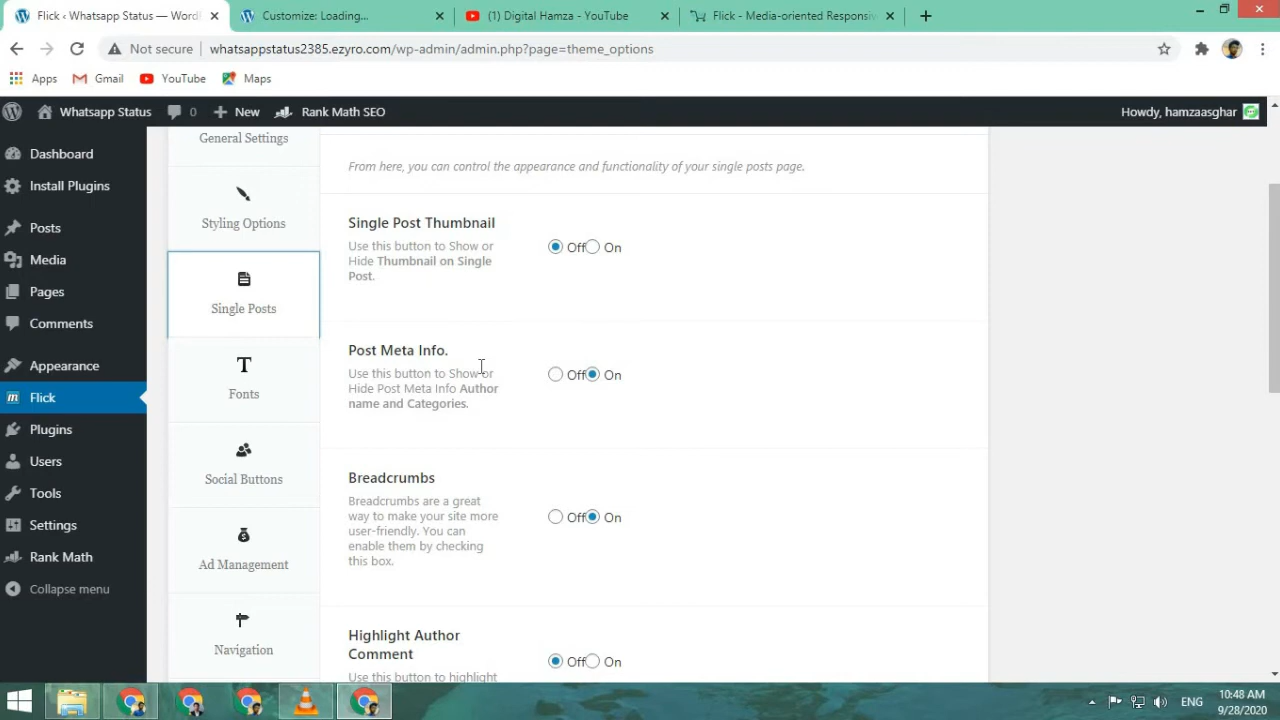 Flick ‹ Whatsapp Status — Word
Customize: Loading...
(1) Digital Hamza - YouTube
Flick - Media-oriented Responsiv
Not secure
whatsappstatus2385.ezyro.com/wp-admin/admin.php?page=theme_options
Apps
Gmail
YouTube
Maps
Whatsapp Status
0
New
Rank Math SEO
Howdy, hamzaasghar
Dashboard
Install Plugins
Posts
Media
Pages
Comments
Appearance
Flick
Plugins
Users
Tools
Settings
Rank Math
Collapse menu
General Settings
Styling Options
Single Posts
Fonts
Social Buttons
Ad Management
Navigation
From here, you can control the appearance and functionality of your single posts page.
Single Post Thumbnail
Use this button to Show or
Hide Thumbnail on Single
Post.
Off
On
Post Meta Info.
Use this button to Show or
Hide Post Meta Info Author
name and Categories.
Off
On
Breadcrumbs
Breadcrumbs are a great
way to make your site more
user-friendly. You can
enable them by checking
this box.
Off
On
Highlight Author
Comment
Use this button to highlight
Off
On
ENG
10:48 AM
9/28/2020